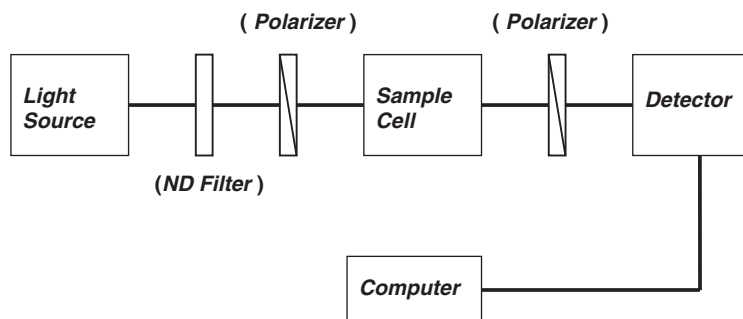 ( Polarizer )
( Polarizer )
Light
Source
Sample
Cell
Detector
(ND Filter )
Computer